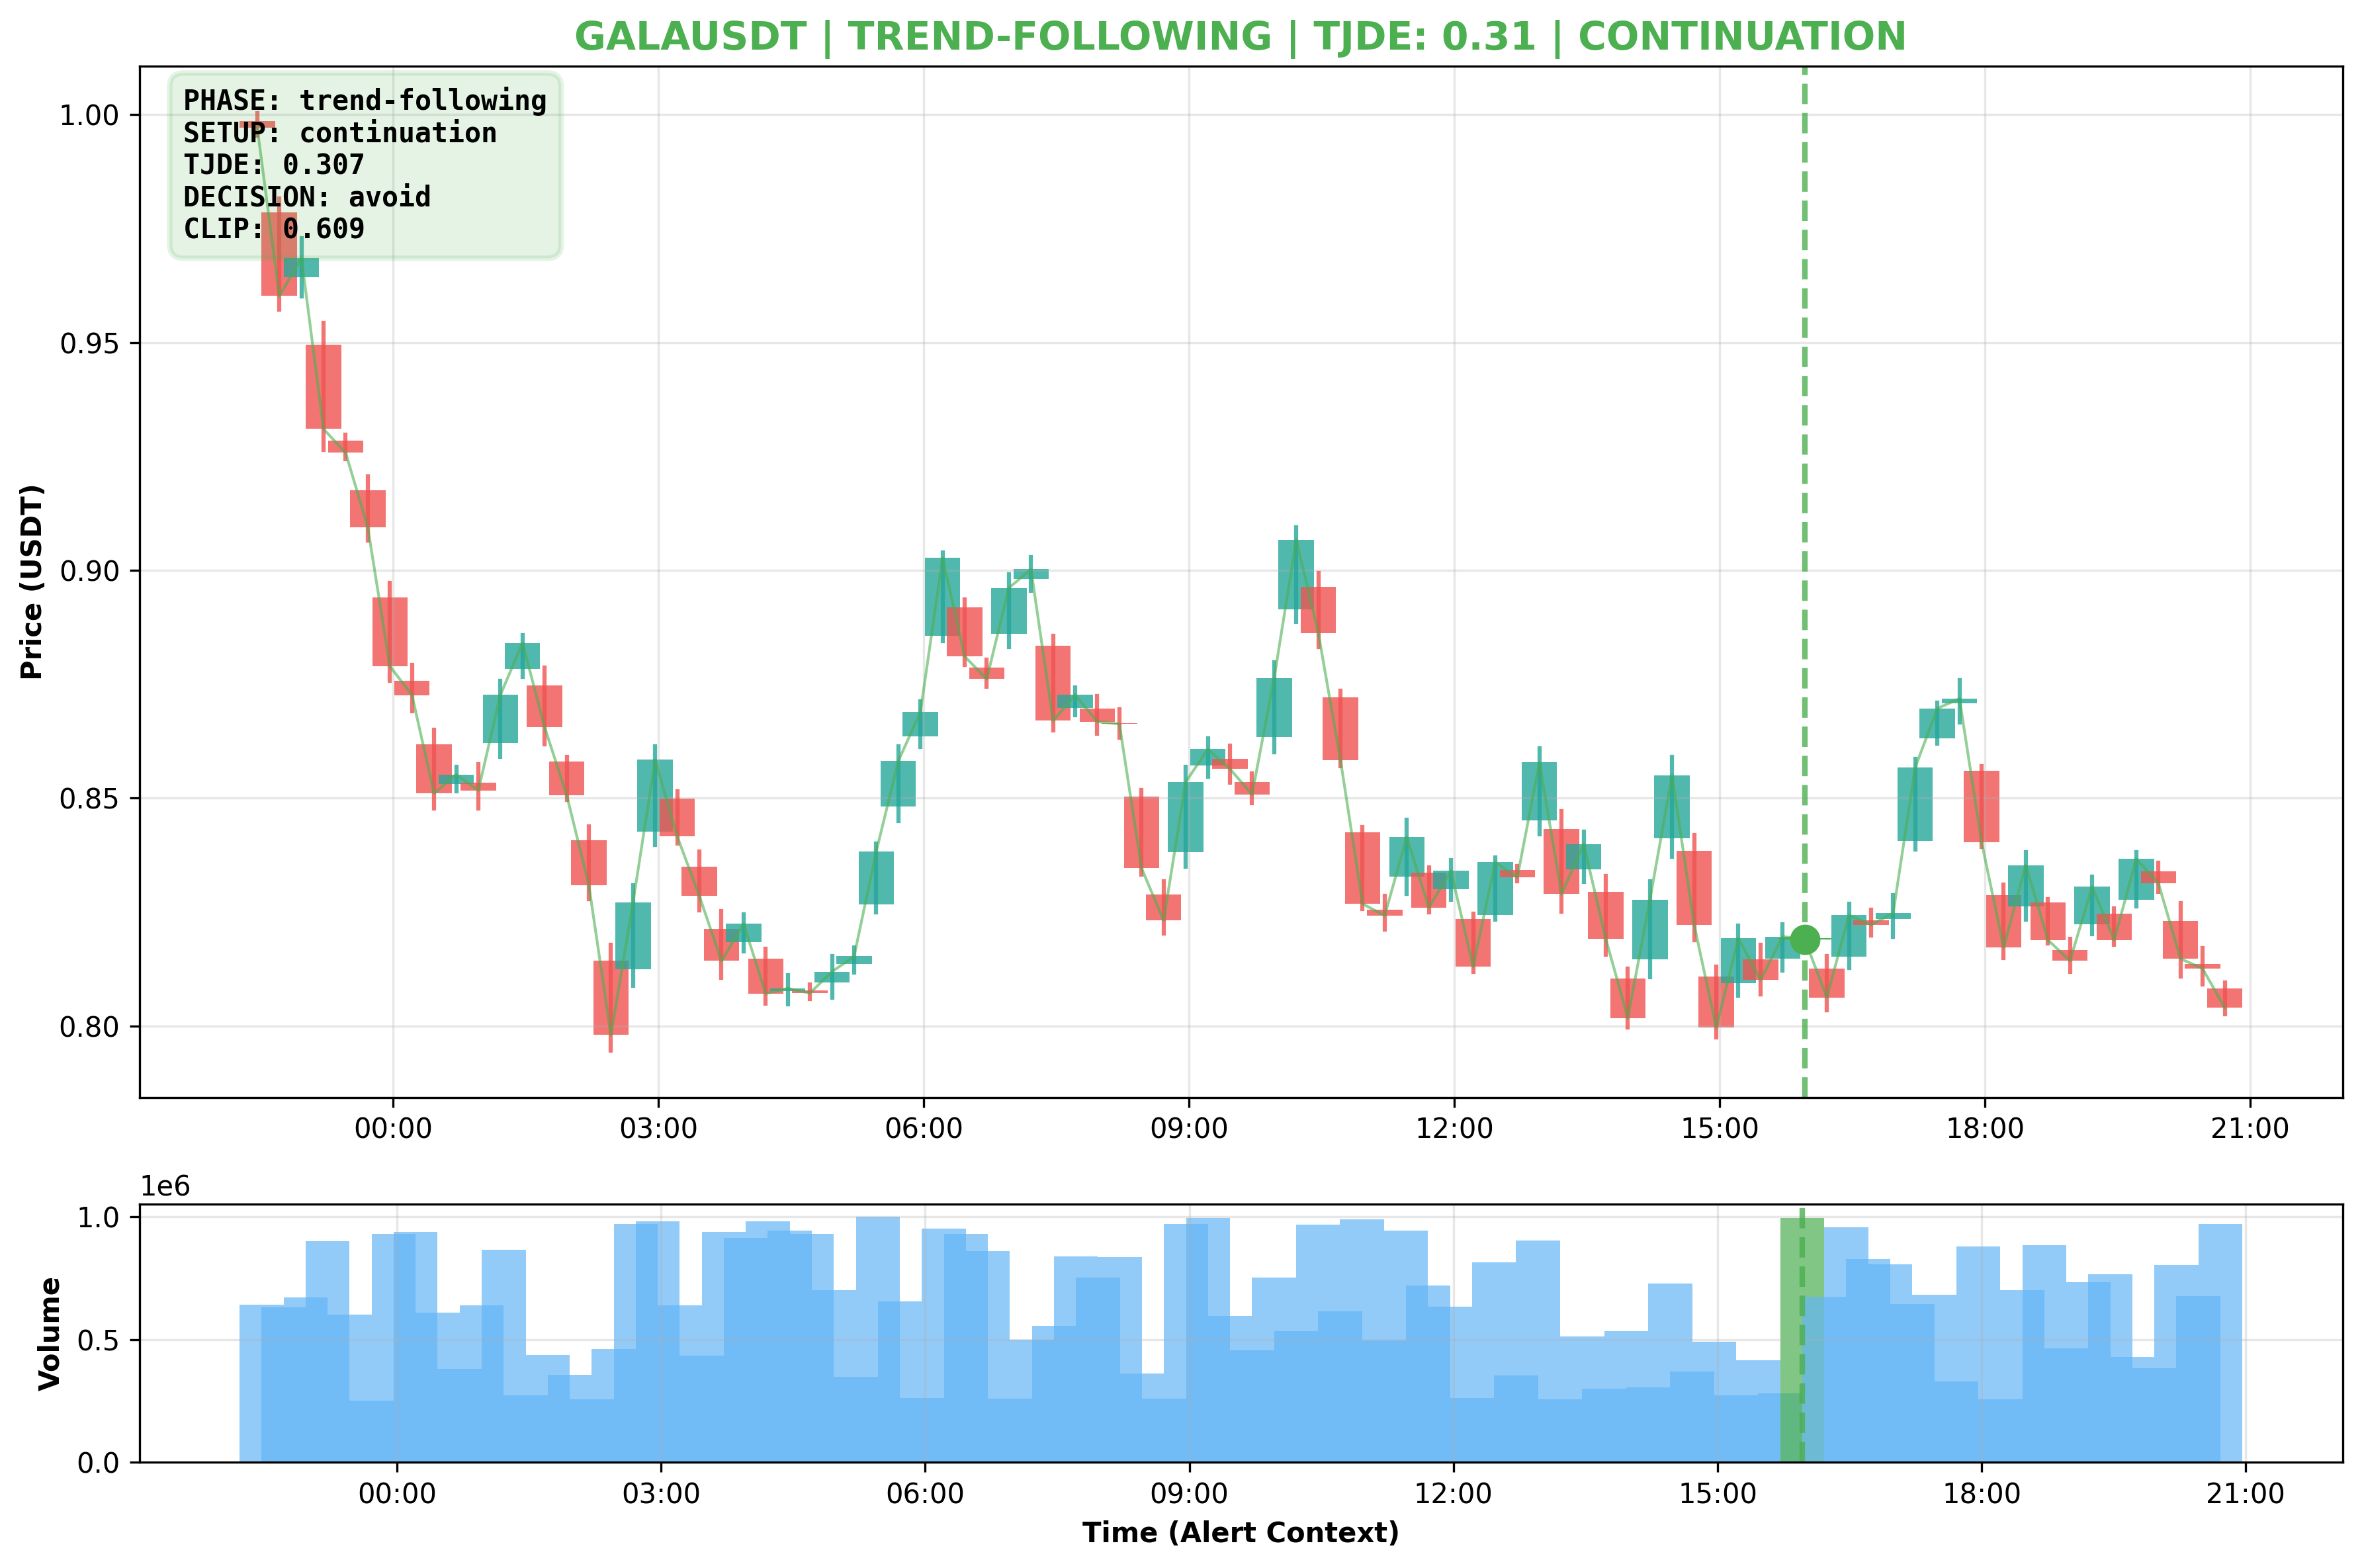 GALAUSDT | TREND-FOLLOWING | TJDE: 0.31 | CONTINUATION
PHASE: trend-following
SETUP: continuation
TJDE: 0.307
DECISION: avoid
CLIP: 0.609
Price (USDT)
1.00
0.95
0.90
0.85
0.80
00:00 03:00 06:00 09:00 12:00 15:00 18:00 21:00
1e6
Volume
1.0
0.5
0.0
00:00 03:00 06:00 09:00 12:00 15:00 18:00 21:00
Time (Alert Context)